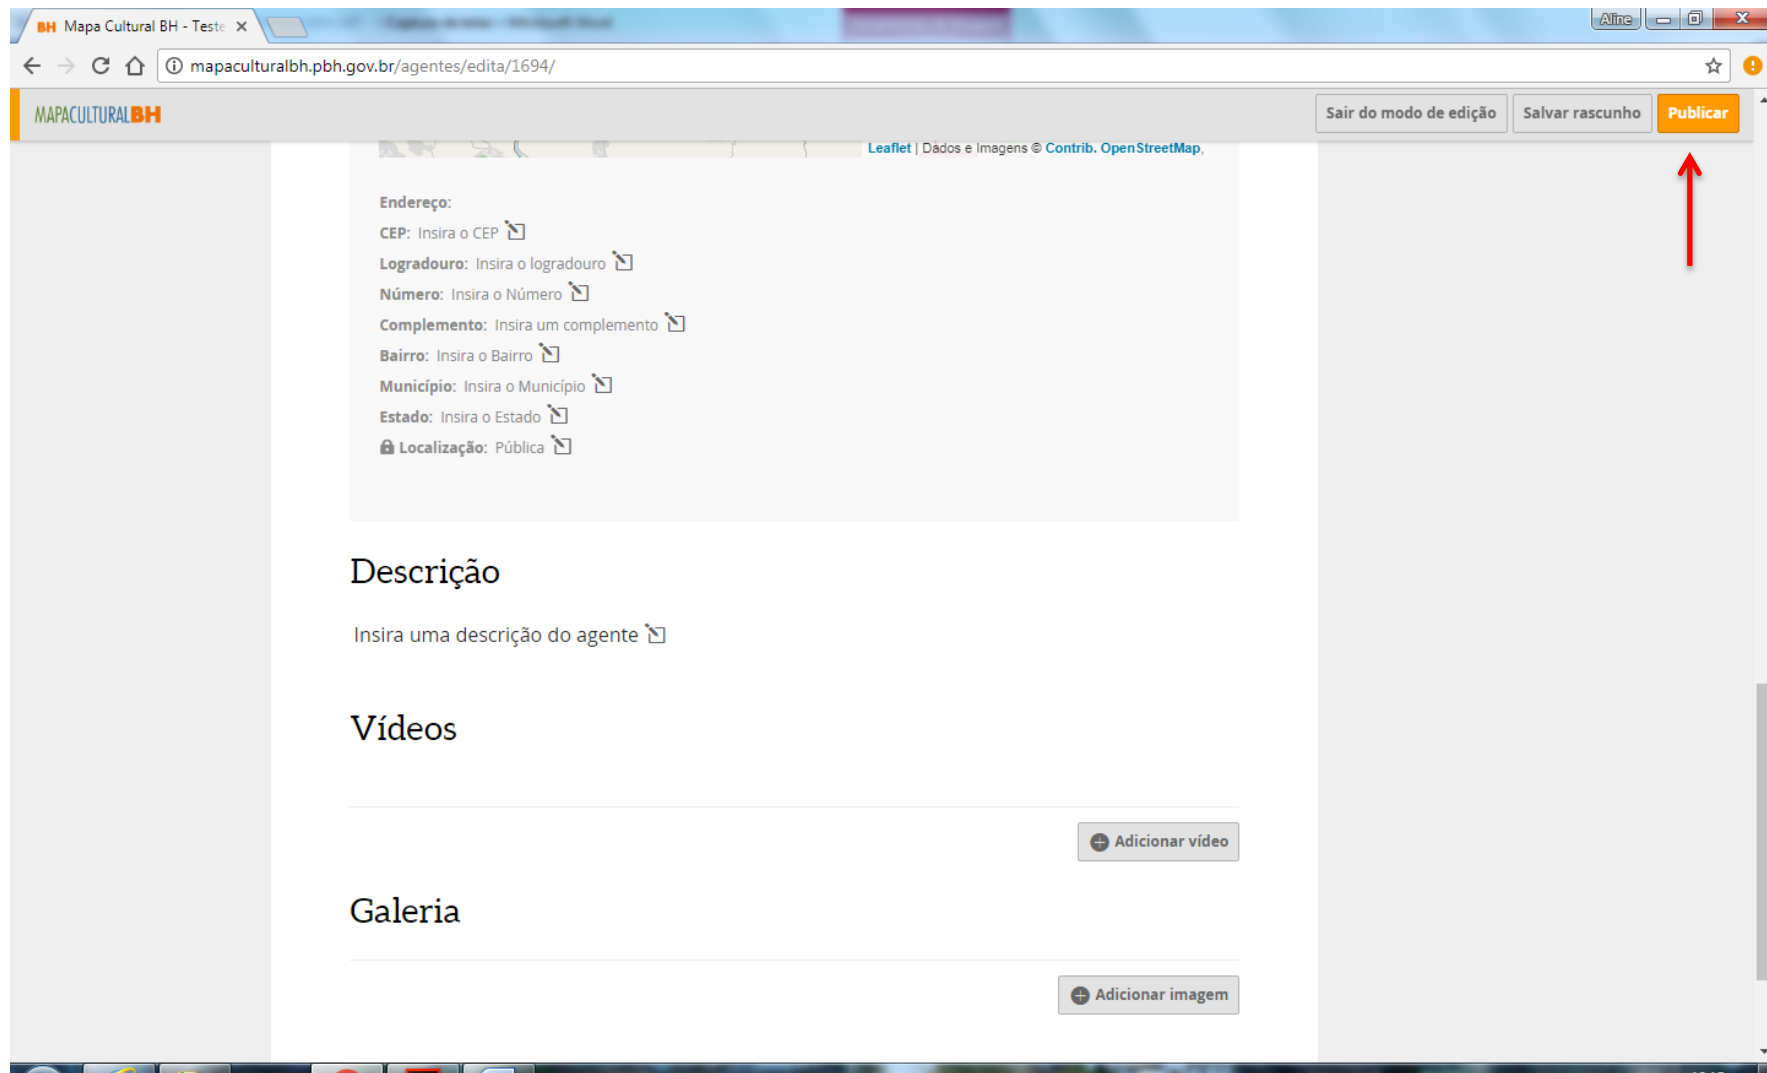 Aline
BH Mapa Cultural BH - Teste
mapaculturalbh.pbh.gov.br/agentes/edita/1694/
MAPACULTURALBH
Sair do modo de edição
Salvar rascunho
Publicar
Leaflet | Dados e Imagens © Contrib. OpenStreetMap,
Endereço:
CEP: Insira o CEP
Logradouro: Insira o logradouro
Número: Insira o Número
Complemento: Insira um complemento
Bairro: Insira o Bairro
Município: Insira o Município
Estado: Insira o Estado
Localização: Pública
Descrição
Insira uma descrição do agente
Vídeos
Adicionar vídeo
Galeria
Adicionar imagem